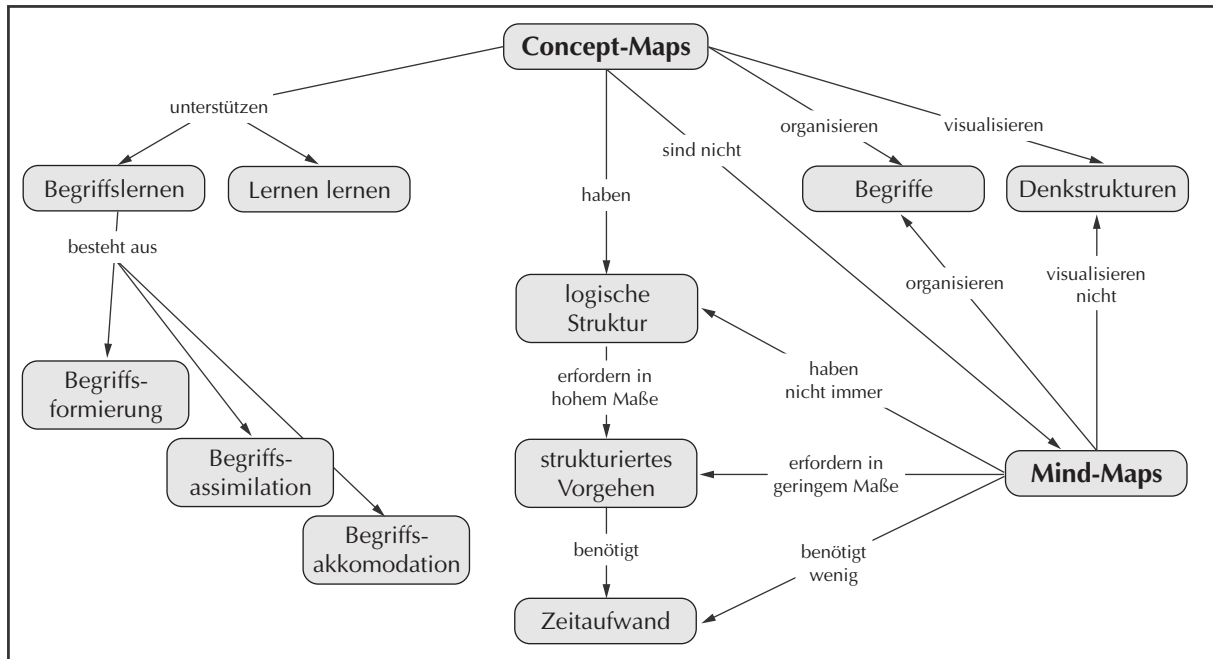 Concept-Maps
unterstützen
organisieren
visualisieren
sind nicht
Begriffslernen
Lernen lernen
haben
Begriffe
Denkstrukturen
besteht aus
organisieren
visualisieren
nicht
logische
Struktur
Begriffs-
formierung
erfordern in
hohem Maße
haben
nicht immer
Begriffs-
assimilation
strukturiertes
Vorgehen
erfordern in
geringem Maße
Mind-Maps
Begriffs-
akkomodation
benötigt
benötigt
wenig
Zeitaufwand